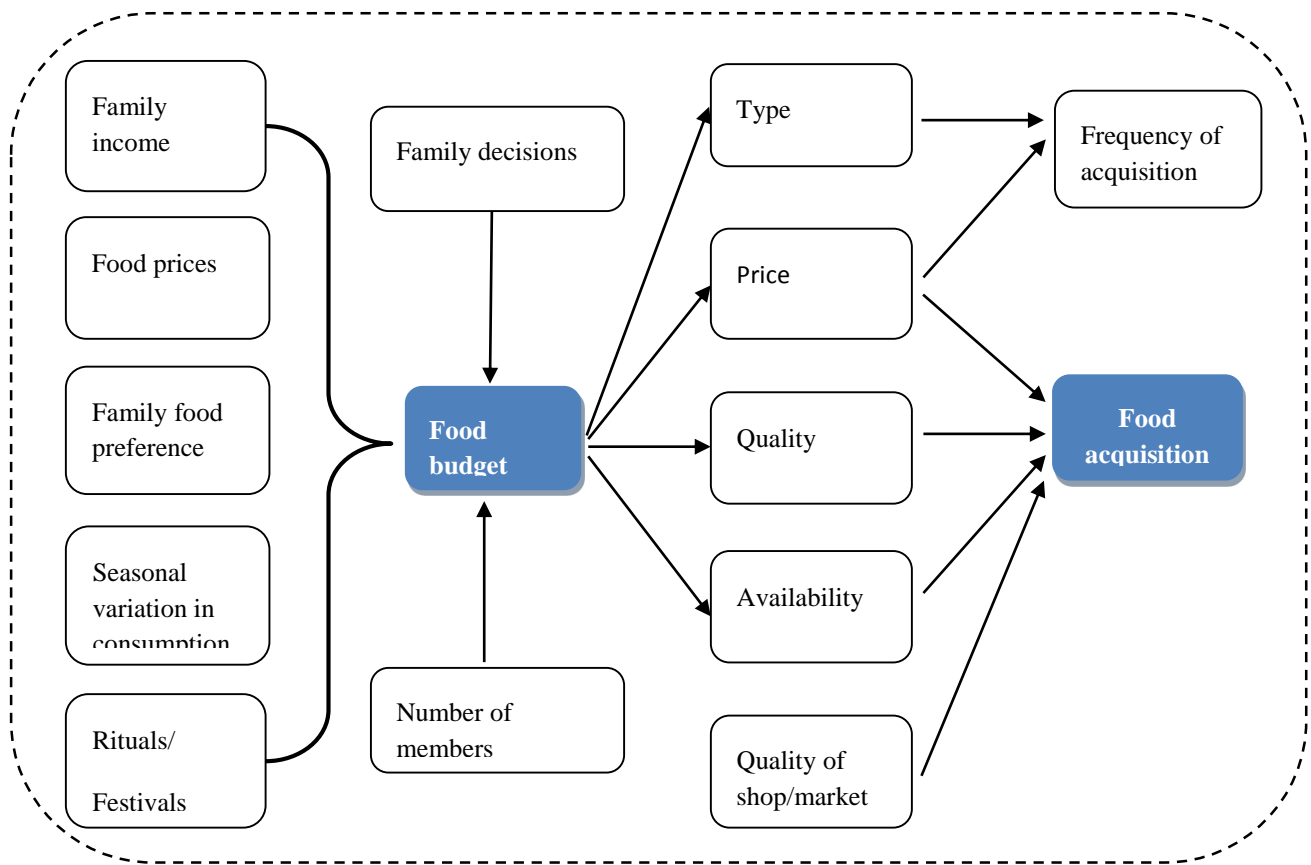 Family
income
Food prices
Family food
preference
Seasonal
variation in
consumption
Rituals/
Festivals
Family decisions
Food
budget
Number of
members
Type
Price
Quality
Availability
Quality of
shop/market
Frequency of
acquisition
Food
acquisition